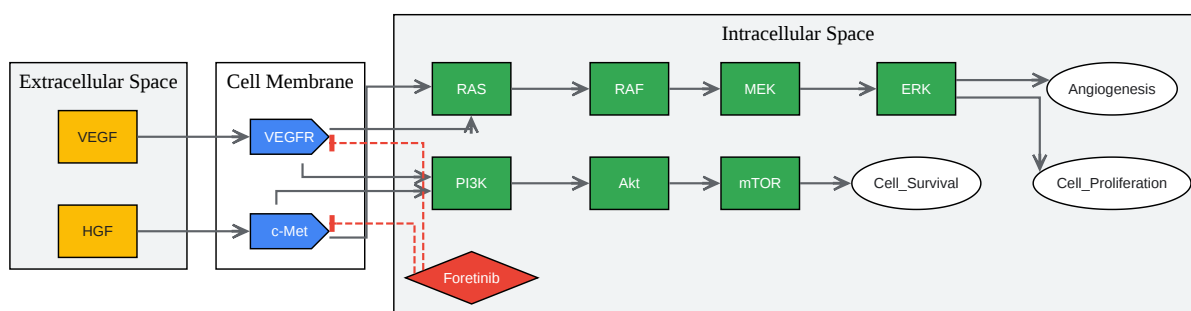 Intracellular Space
Extracellular Space
Cell Membrane
RAS
RAF
MEK
ERK
Angiogenesis
VEGF
VEGFR
PI3K
Akt
mTOR
Cell_Survival
Cell_Proliferation
HGF
c-Met
Foretinib